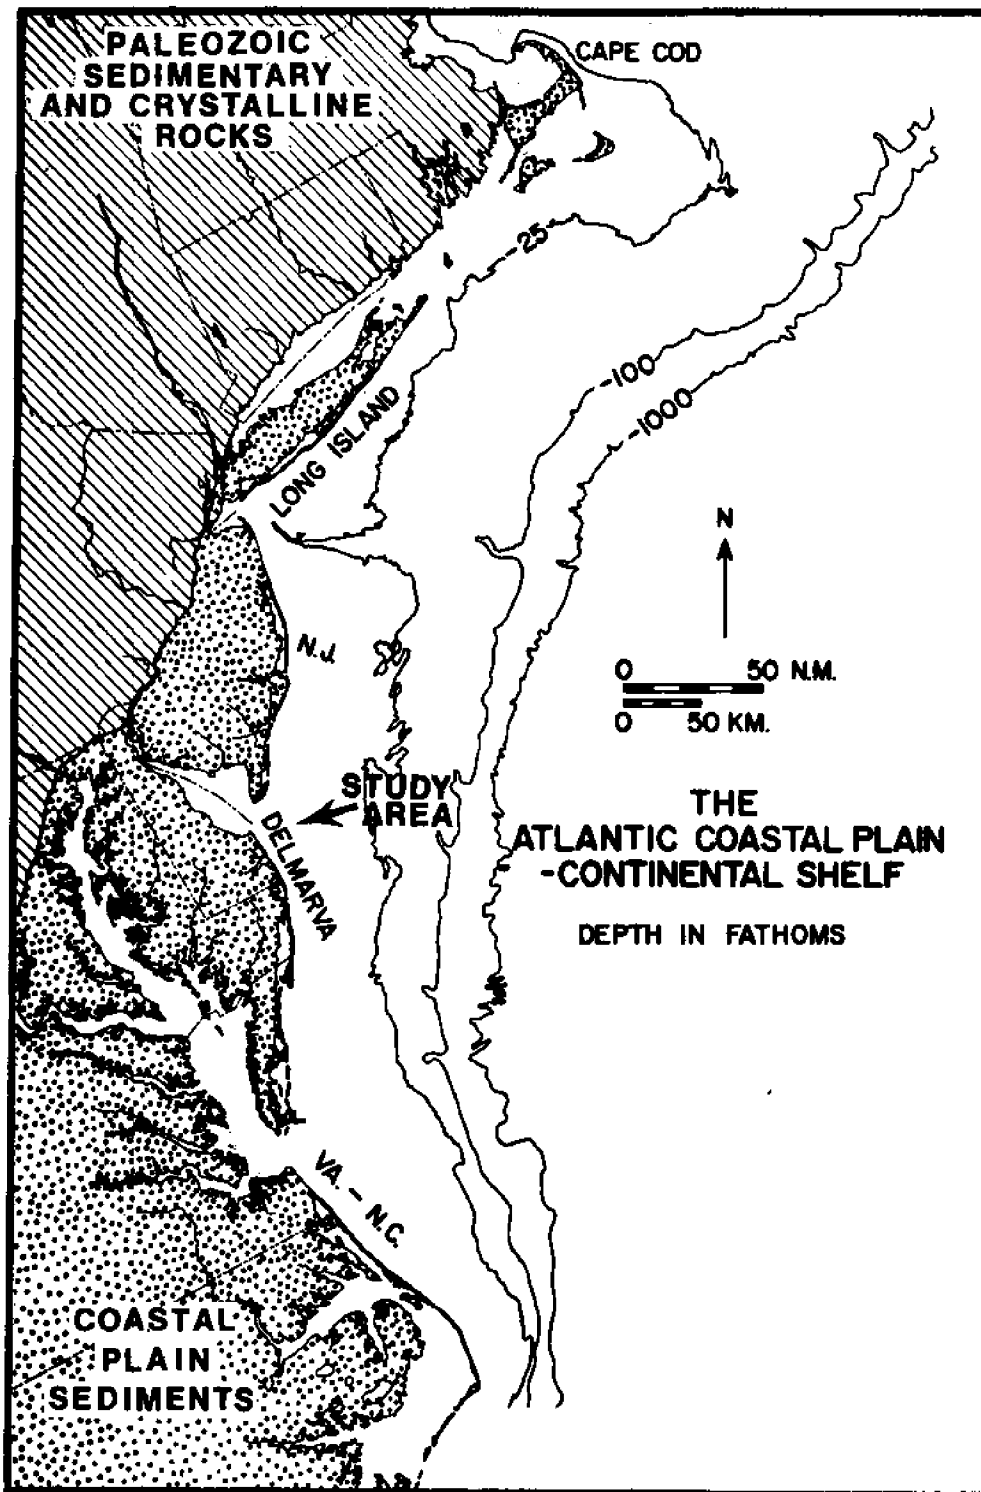 PALEOZOIC
SEDIMENTARY
AND CRYSTALLINE
ROCKS
CAPE COD
-25-
-100
-1000
LONG ISLAND
N
N.J.
0 50 N.M.
0 50 KM.
STUDY
AREA
DELMARVA
THE
ATLANTIC COASTAL PLAIN
-CONTINENTAL SHELF
DEPTH IN FATHOMS
VA. - N.C.
COASTAL
PLAIN
SEDIMENTS